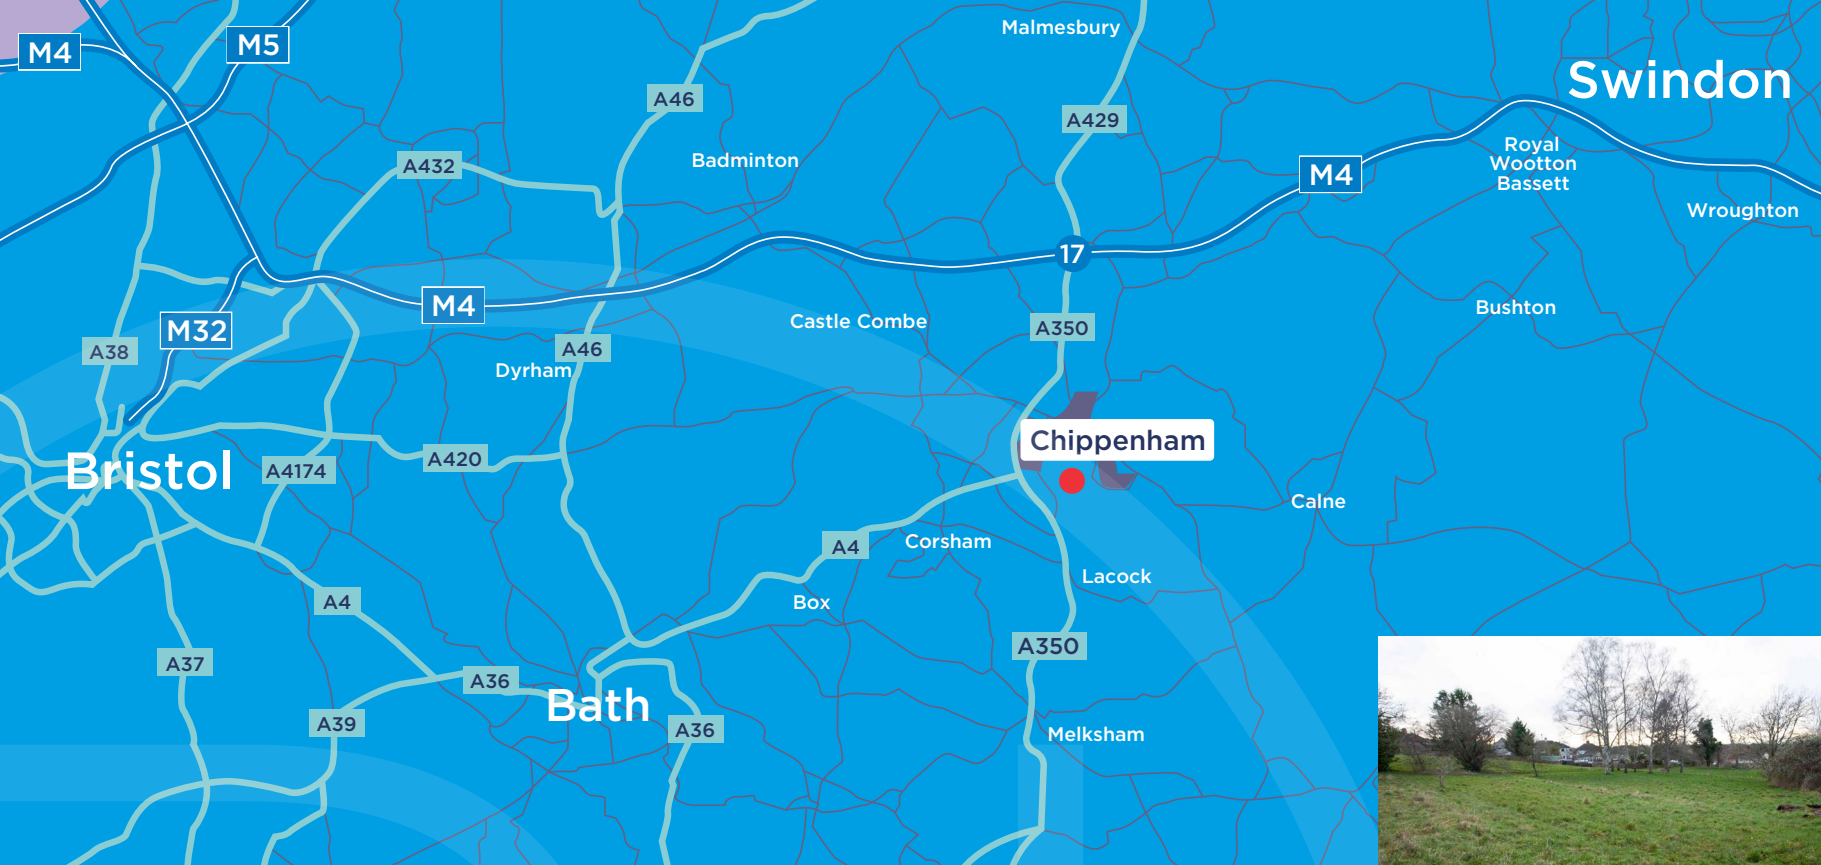 Malmesbury
M5
M4
Swindon
A46
A429
Royal
Wootton
Bassett
Badminton
A432
M4
Wroughton
17
M4
Bushton
Castle Combe
M32
A350
A38
A46
Dyrham
Chippenham
A420
Bristol
A4174
Calne
Corsham
A4
Lacock
A4
Box
A350
A37
A36
Bath
A39
A36
Melksham